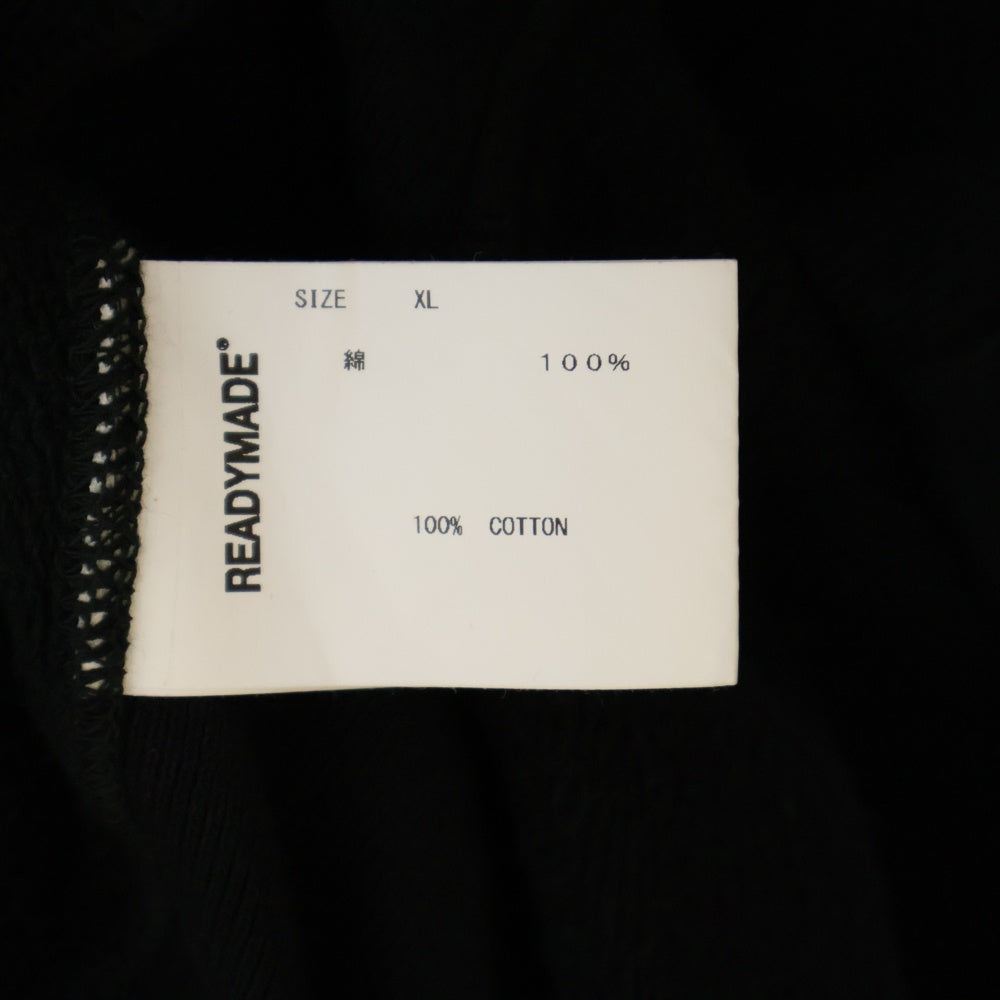 READYMADE®
SIZE XL
綿 １００％
100% COTTON